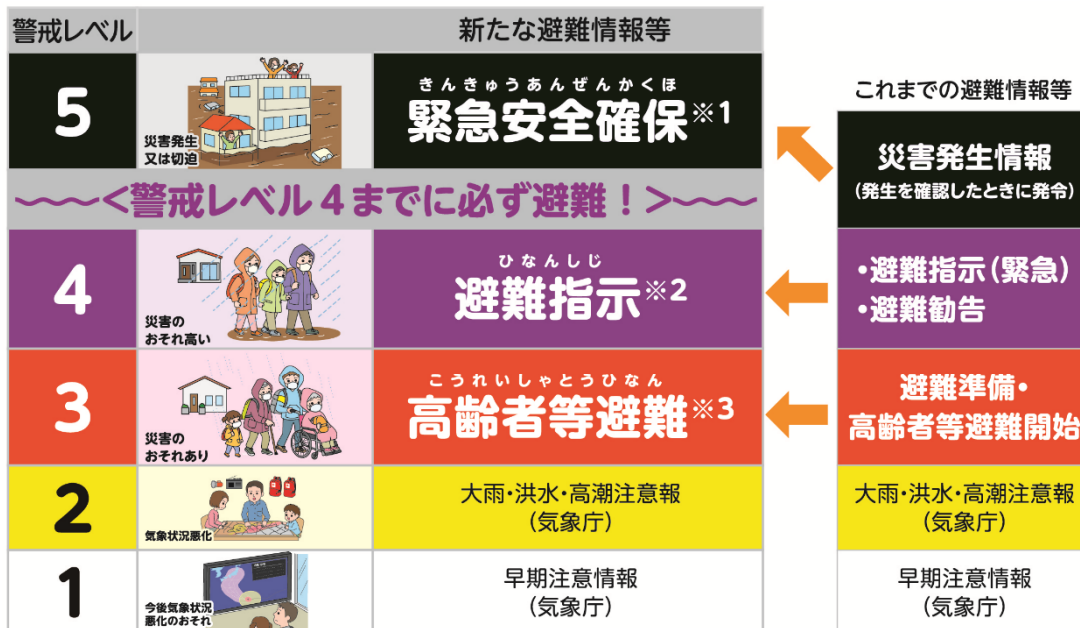 警戒レベル
新たな避難情報等
5
災害発生
又は切迫
きんきゅうあんぜんかくほ
緊急安全確保※1
〜〜〜<警戒レベル4までに必ず避難！>〜〜〜
4
災害の
おそれ高い
ひなんしじ
避難指示※2
3
災害の
おそれあり
こうれいしゃとうひなん
高齢者等避難※3
2
気象状況悪化
大雨・洪水・高潮注意報
(気象庁)
1
今後気象状況
悪化のおそれ
早期注意情報
(気象庁)
これまでの避難情報等
災害発生情報
(発生を確認したときに発令)
・避難指示(緊急)
・避難勧告
避難準備・
高齢者等避難開始
大雨・洪水・高潮注意報
(気象庁)
早期注意情報
(気象庁)